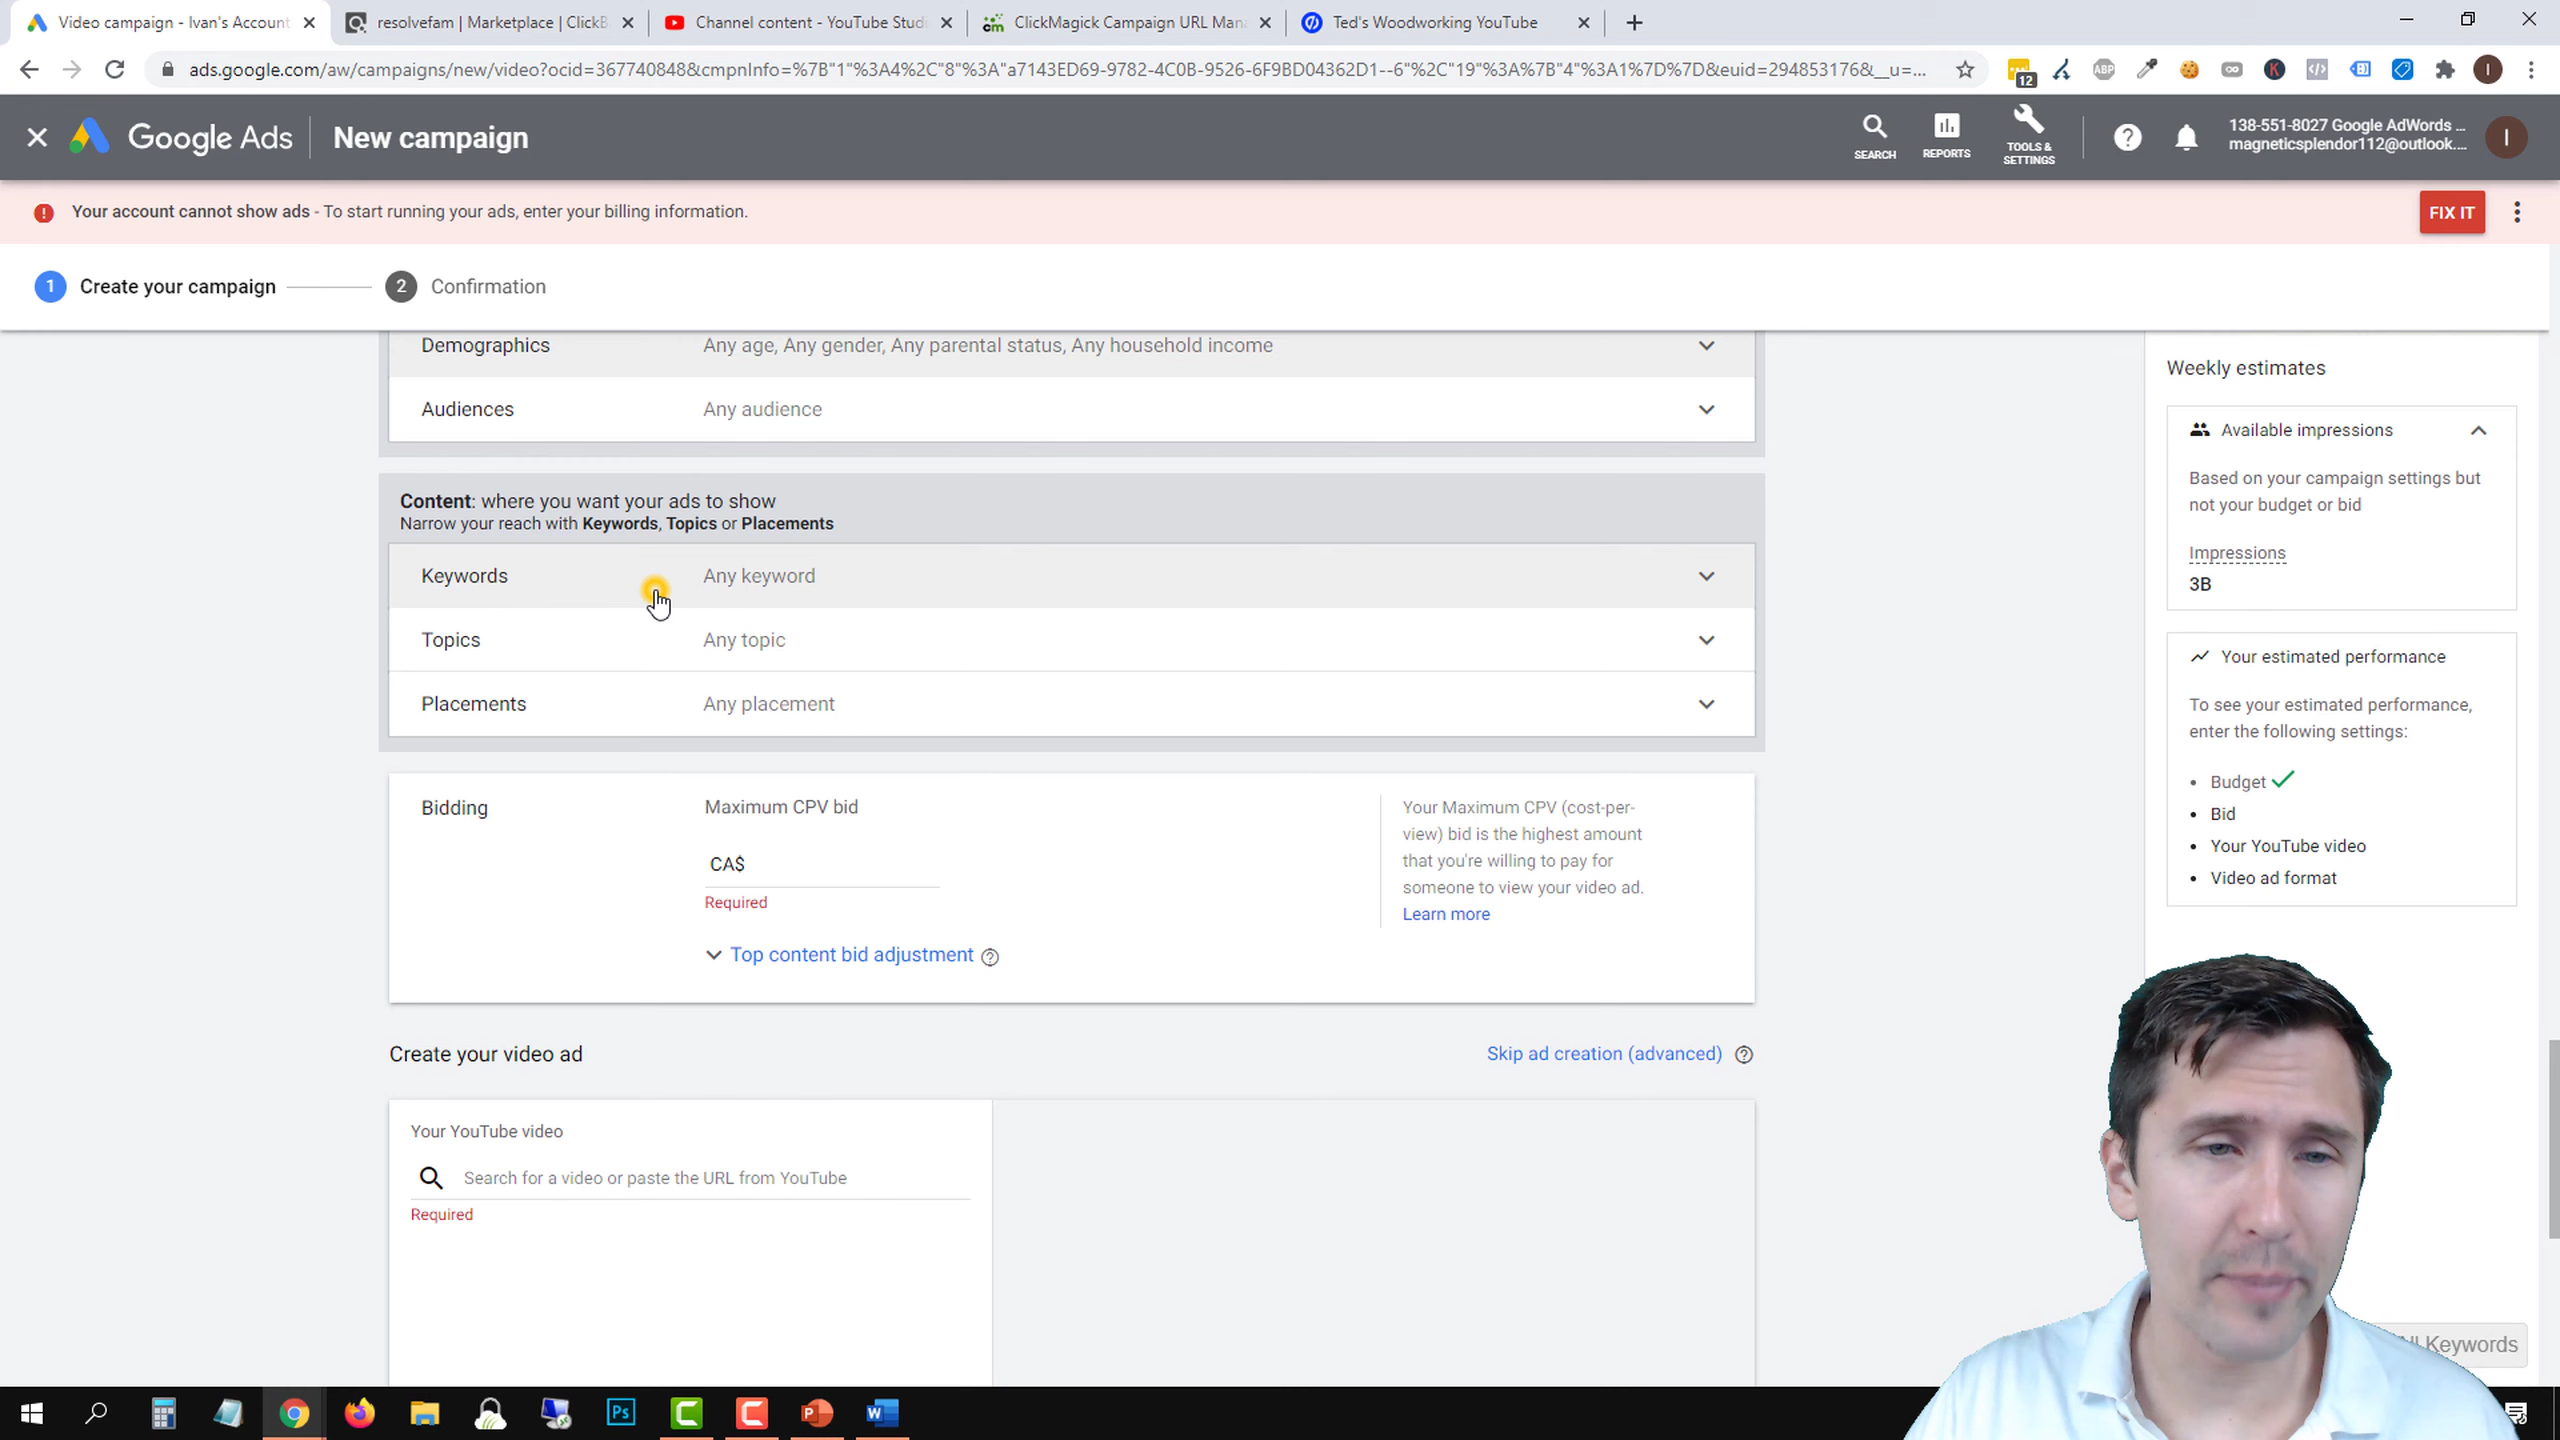 Video campaign - Ivan's Account
resolvefam | Marketplace | ClickB
Channel content - YouTube Studi
ClickMagick Campaign URL Man
Ted's Woodworking YouTube
ads.google.com/aw/campaigns/new/video?ocid=367740848&cmpnInfo=%7B"1"%3A4%2C"8"%3A"a7143ED69-9782-4C0B-9526-6F9BD04362D1--6"%2C"19"%3A%7B"4"%3A1%7D%7D&euid=294853176&__u=...
12
ABP
K
I
Google Ads
New campaign
SEARCH
REPORTS
TOOLS &
SETTINGS
138-551-8027 Google AdWords ...
magneticsplendor112@outlook....
I
Your account cannot show ads - To start running your ads, enter your billing information.
FIX IT
1
Create your campaign
2
Confirmation
Demographics
Any age, Any gender, Any parental status, Any household income
Audiences
Any audience
Content: where you want your ads to show
Narrow your reach with Keywords, Topics or Placements
Keywords
Any keyword
Topics
Any topic
Placements
Any placement
Bidding
Maximum CPV bid
CA$
Required
Top content bid adjustment
Your Maximum CPV (cost-per-
view) bid is the highest amount
that you're willing to pay for
someone to view your video ad.
Learn more
Create your video ad
Skip ad creation (advanced)
Your YouTube video
Search for a video or paste the URL from YouTube
Required
Weekly estimates
Available impressions
Based on your campaign settings but
not your budget or bid
Impressions
3B
Your estimated performance
To see your estimated performance,
enter the following settings:
• Budget
• Bid
• Your YouTube video
• Video ad format
Keywords
Ps